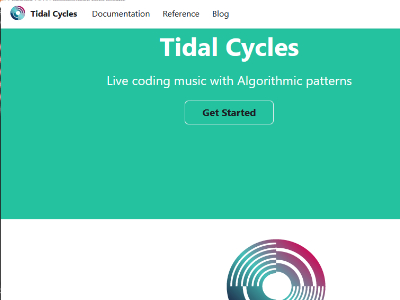 Tidal Cycles Documentation Reference Blog
Tidal Cycles
Live coding music with Algorithmic patterns
Get Started